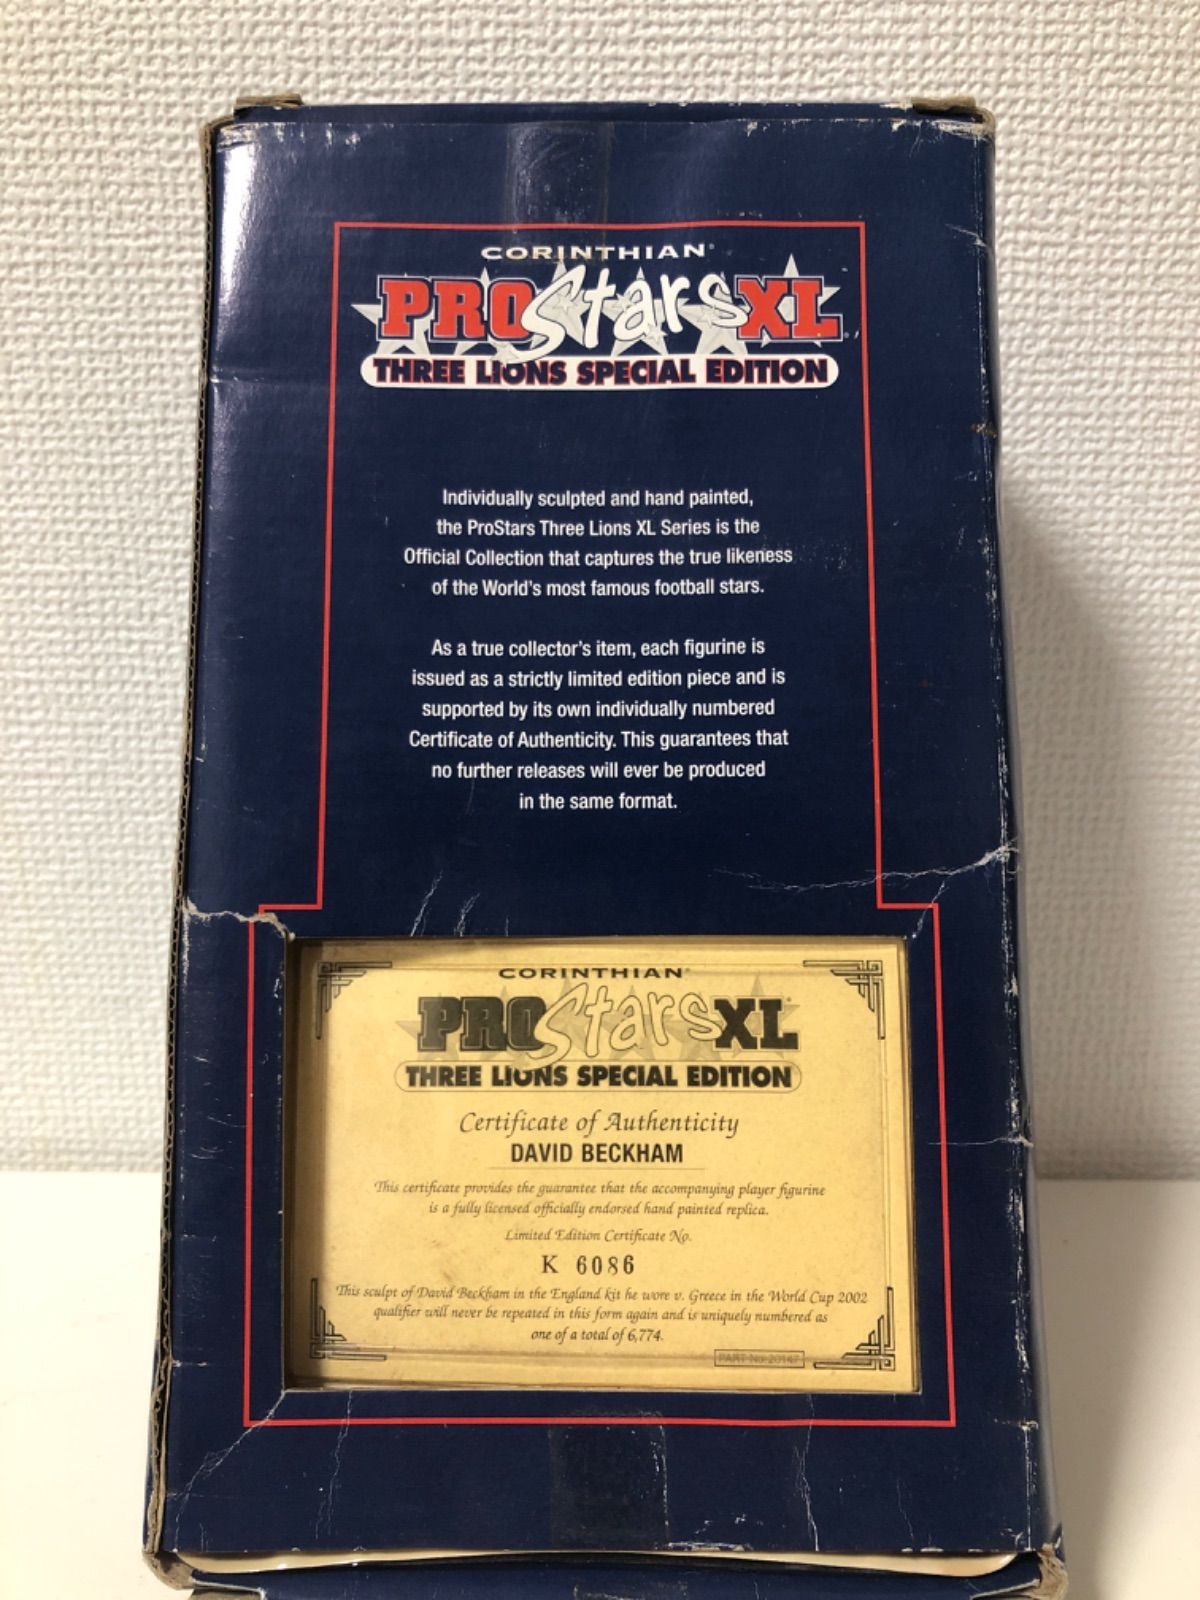 CORINTHIAN®
PROStarsXL
THREE LIONS SPECIAL EDITION
Individually sculpted and hand painted,
the ProStars Three Lions XL Series is the
Official Collection that captures the true likeness
of the World's most famous football stars.
As a true collector's item, each figurine is
issued as a strictly limited edition piece and is
supported by its own individually numbered
Certificate of Authenticity. This guarantees that
no further releases will ever be produced
in the same format.
CORINTHIAN®
PROStarsXL
THREE LIONS SPECIAL EDITION
Certificate of Authenticity
DAVID BECKHAM
This certificate provides the guarantee that the accompanying player figurine
is a fully licensed officially endorsed hand painted replica.
Limited Edition Certificate No.
K 6086
This sculpt of David Beckham in the England kit he wore v. Greece in the World Cup 2002
qualifier will never be repeated in this form again and is uniquely numbered as
one of a total of 6,774.
PART No:20147